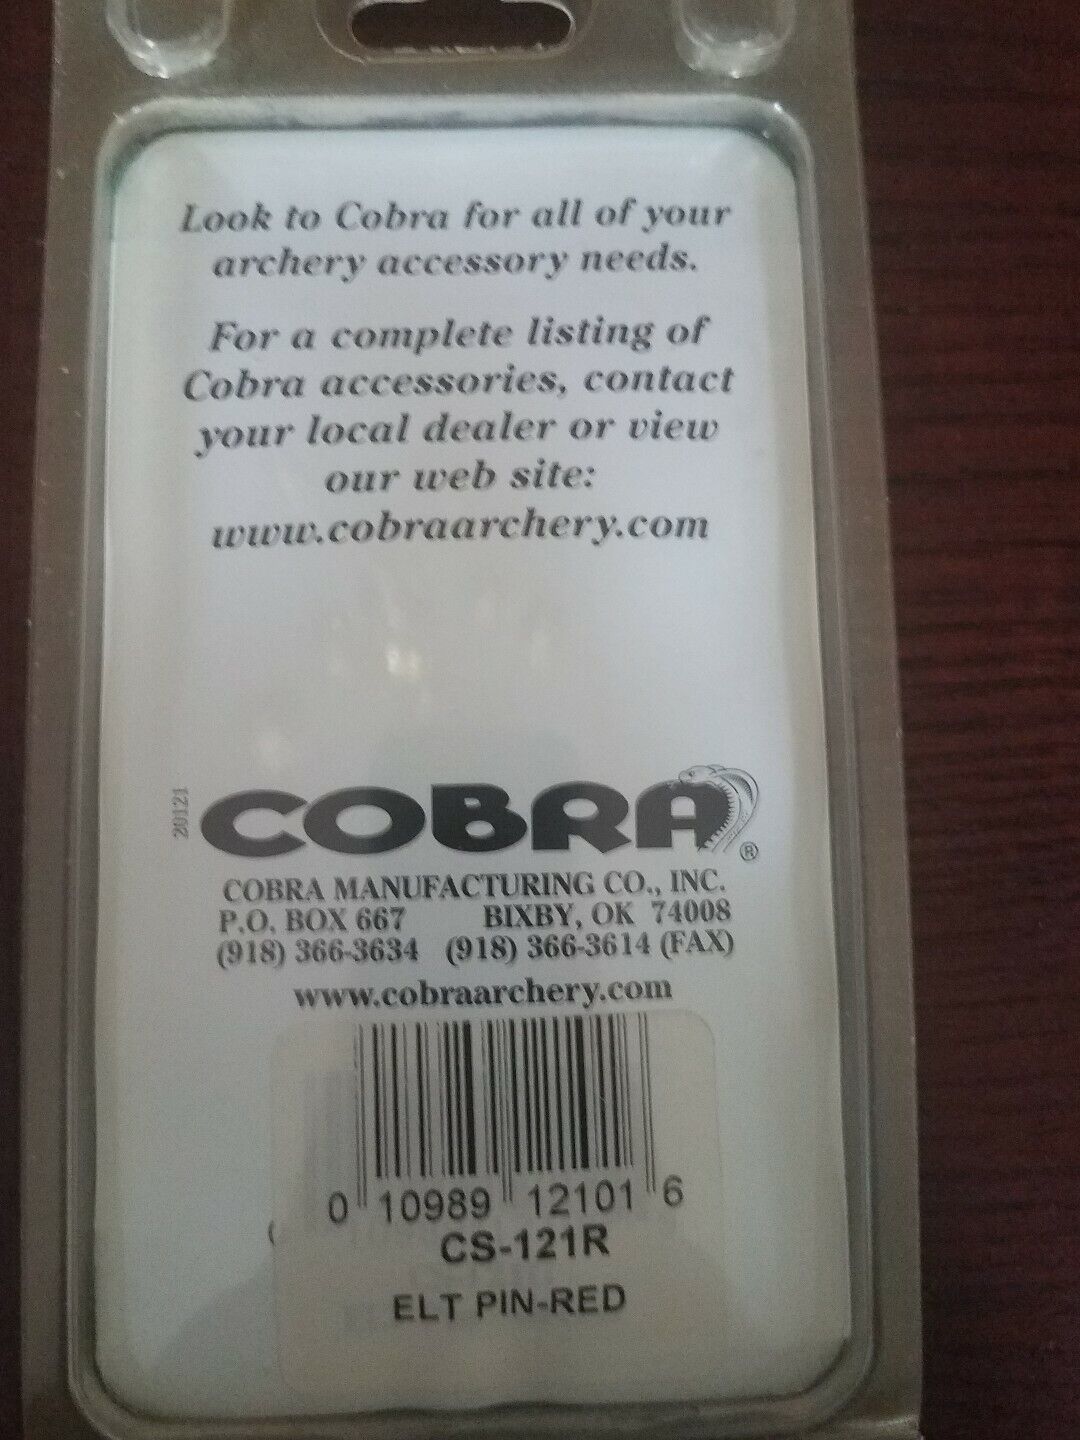 Look to Cobra for all of your
archery accessory needs.
For a complete listing of
Cobra accessories, contact
your local dealer or view
our web site:
www.cobraarchery.com
20121
COBRA ®
COBRA MANUFACTURING CO., INC.
P.O. BOX 667 BIXBY, OK 74008
(918) 366-3634 (918) 366-3614 (FAX)
www.cobraarchery.com
0 10989 12101 6
CS-121R
ELT PIN-RED